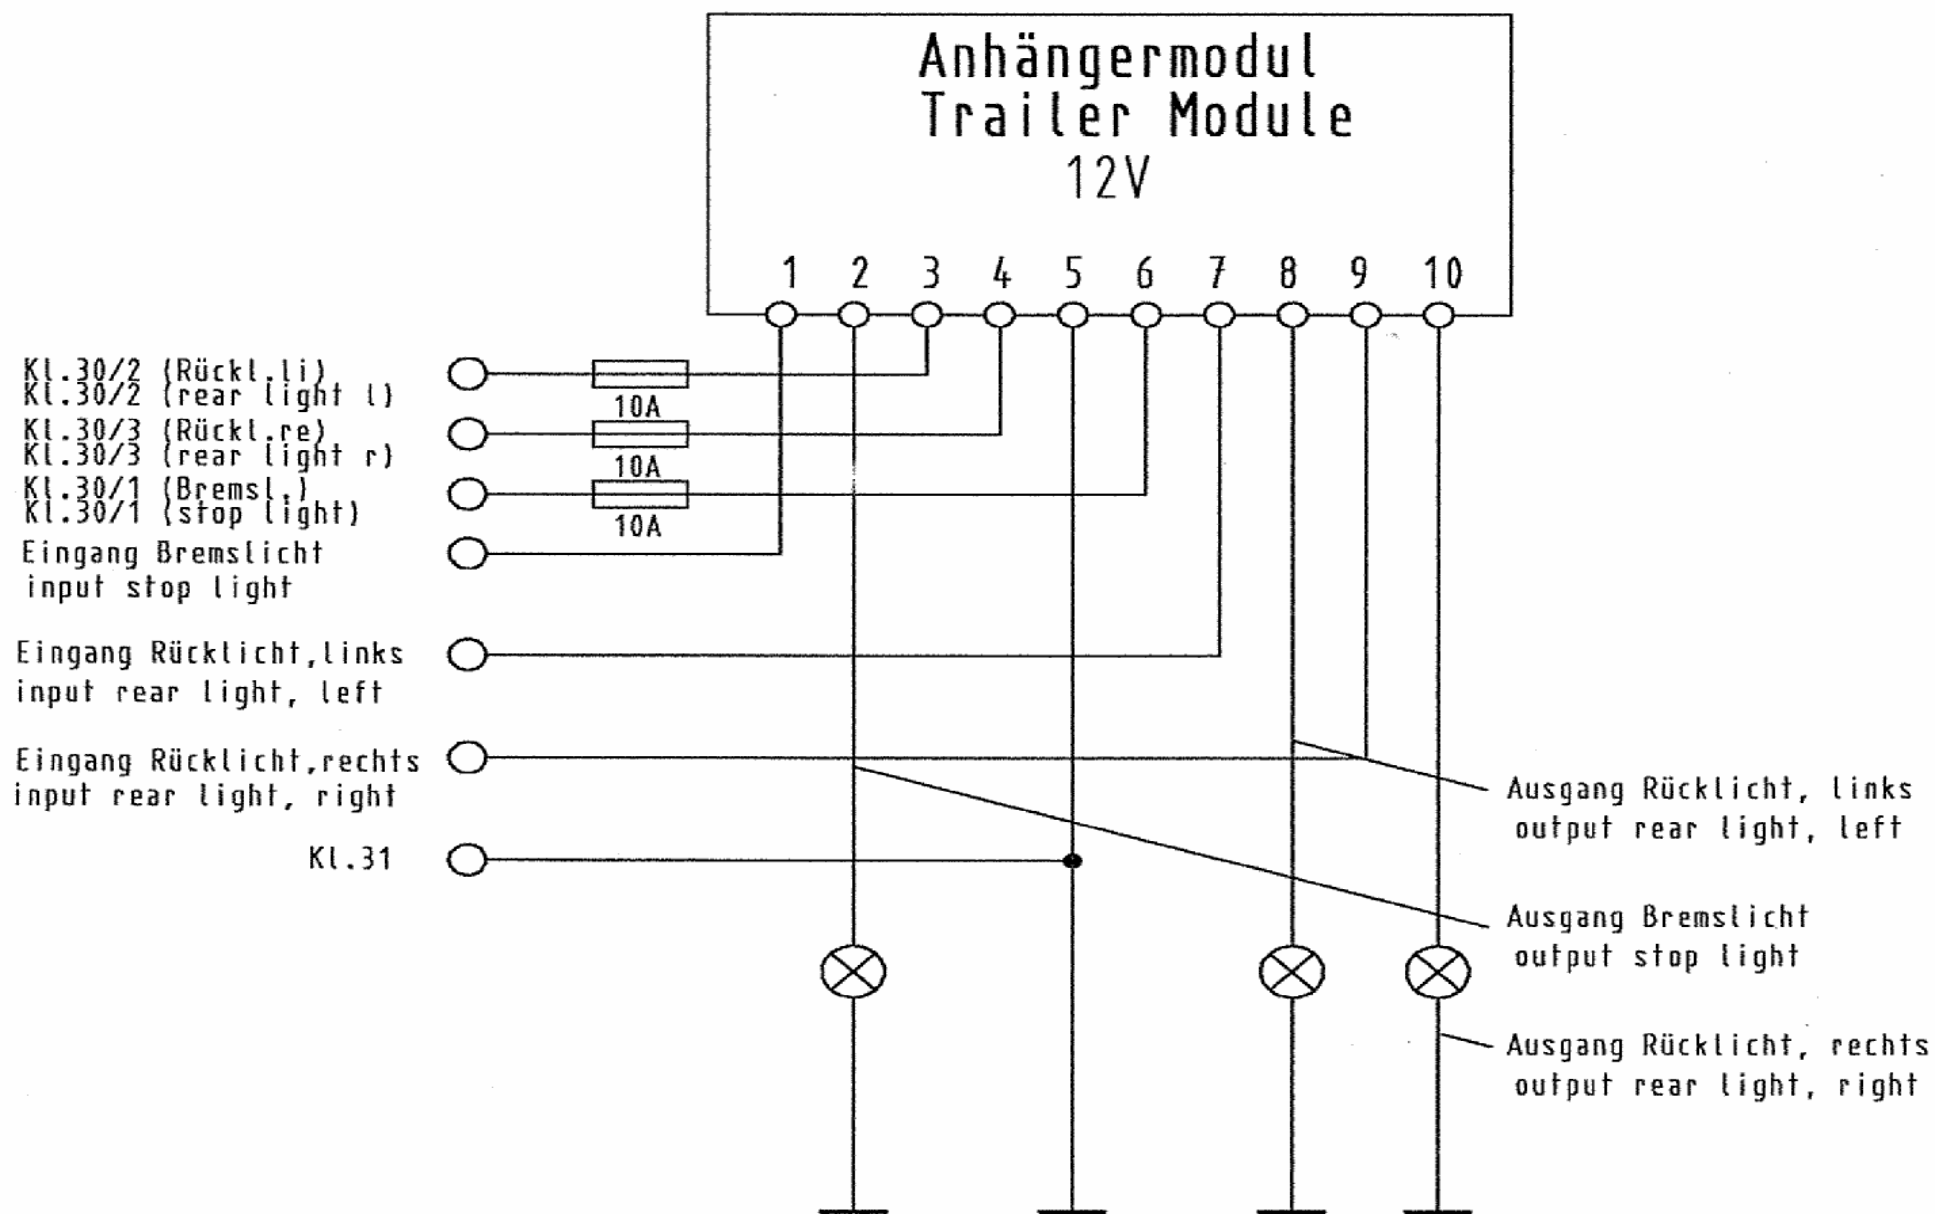 Anhängermodul
Trailer Module
12V
1 2 3 4 5 6 7 8 9 10
Kl.30/2 (Rückl.li)
Kl.30/2 (rear light l)
10A
Kl.30/3 (Rückl.re)
Kl.30/3 (rear light r)
10A
Kl.30/1 (Bremsl.)
Kl.30/1 (stop light)
10A
Eingang Bremslicht
input stop light
Eingang Rücklicht,links
input rear light, left
Eingang Rücklicht,rechts
input rear light, right
Kl.31
Ausgang Rücklicht, links
output rear light, left
Ausgang Bremslicht
output stop light
Ausgang Rücklicht, rechts
output rear light, right